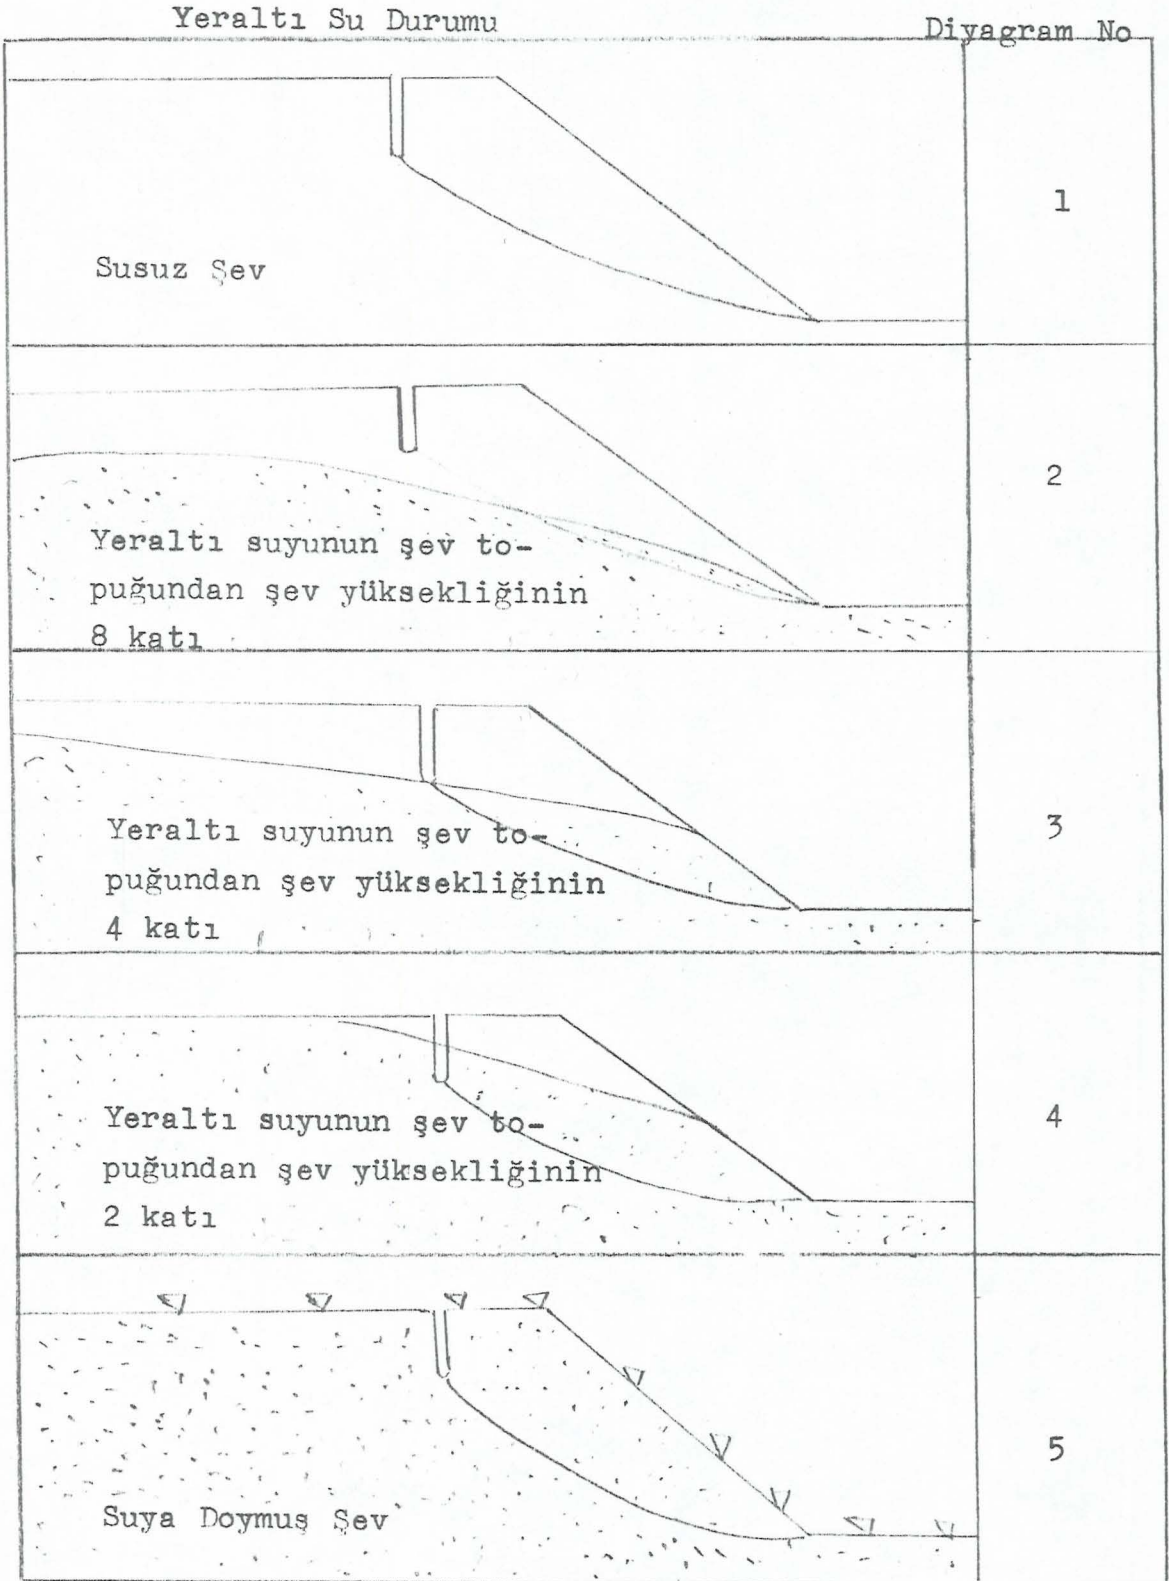 Yeraltı Su Durumu
Diyagram No
Susuz Şev
1
Yeraltı suyunun şev to-
puğundan şev yüksekliğinin
8 katı
2
Yeraltı suyunun şev to-
puğundan şev yüksekliğinin
4 katı
3
Yeraltı suyunun şev to-
puğundan şev yüksekliğinin
2 katı
4
Suya Doymuş Şev
5